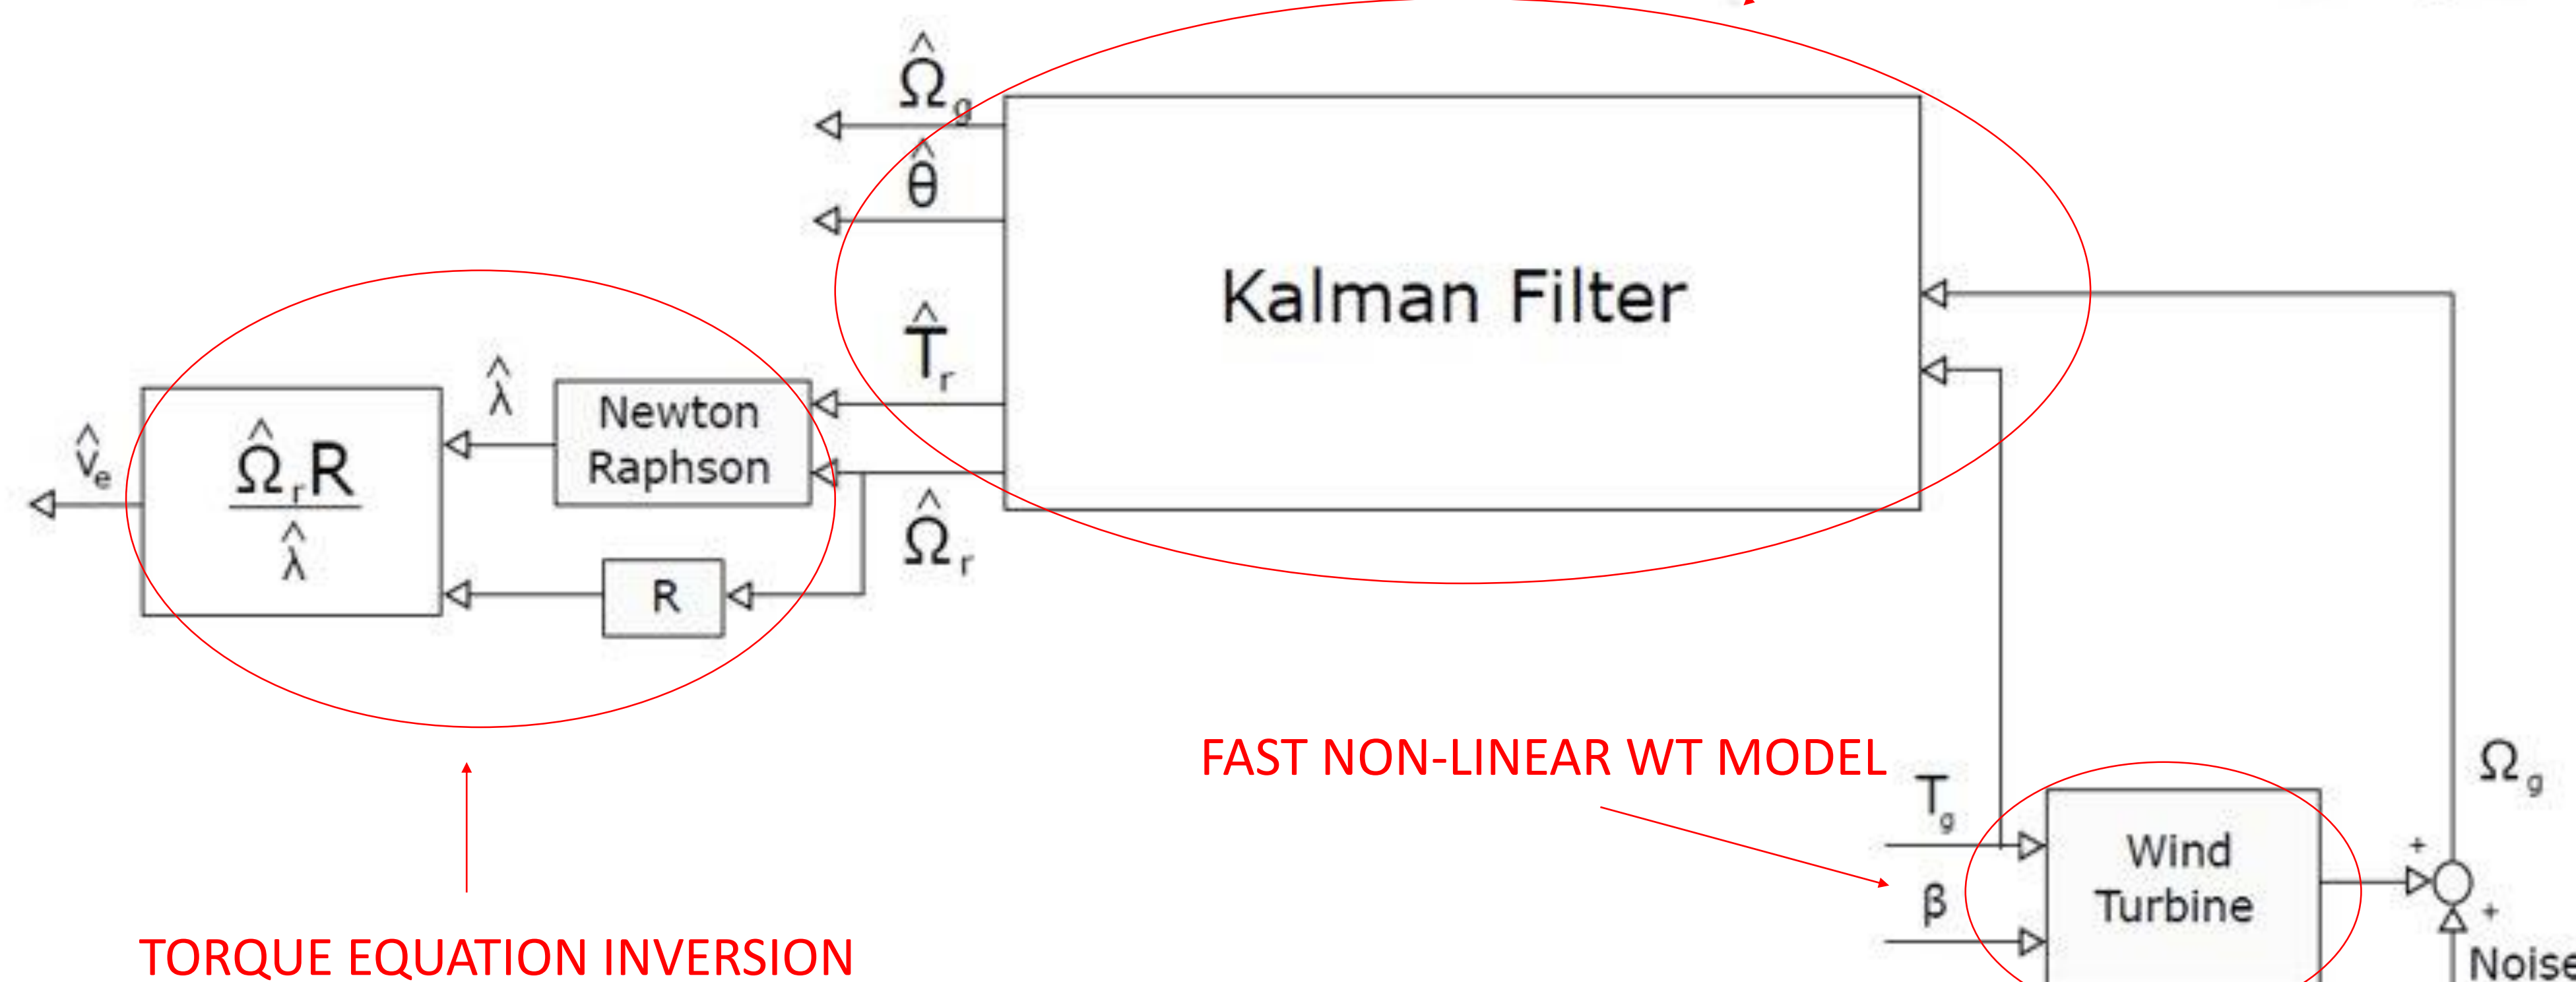 Ω̂g
θ̂
Kalman Filter
T̂r
λ̂
Newton
Raphson
v̂e
Ω̂rR
λ̂
Ω̂r
R
FAST NON-LINEAR WT MODEL
Ωg
Tg
Wind
Turbine
+
β
+
TORQUE EQUATION INVERSION
Noise